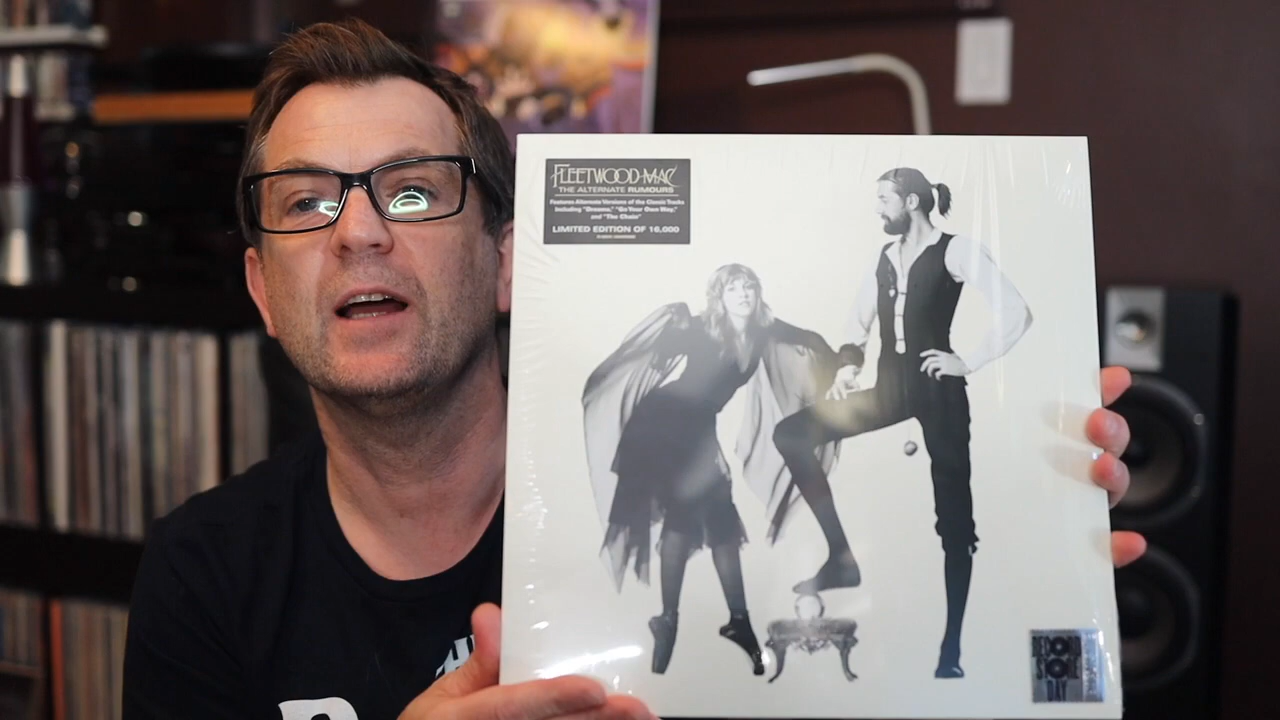 FLEETWOOD MAC
THE ALTERNATE RUMOURS
Features Alternate Versions of the Classic Tracks
Including "Dreams," "Go Your Own Way,"
and "The Chain"
LIMITED EDITION OF 16,000
RECORD
STORE
DAY